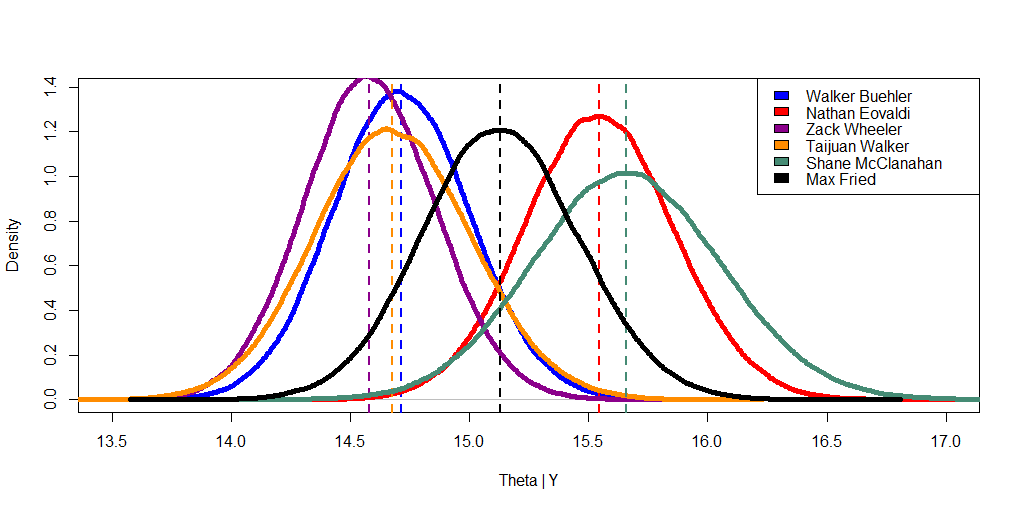 Walker Buehler
Nathan Eovaldi
Zack Wheeler
Taijuan Walker
Shane McClanahan
Max Fried
Density
0.0 0.2 0.4 0.6 0.8 1.0 1.2 1.4
13.5 14.0 14.5 15.0 15.5 16.0 16.5 17.0
Theta | Y